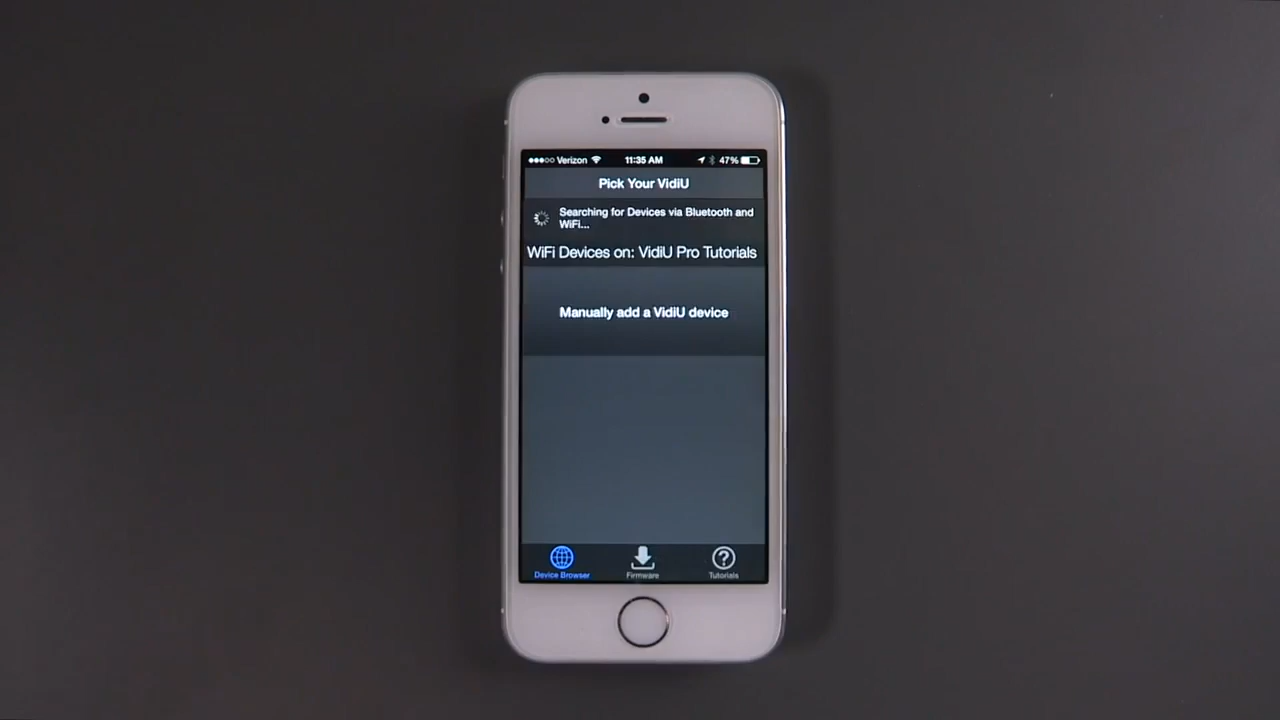 Verizon 11:35 AM 47%
Pick Your VidiU
Searching for Devices via Bluetooth and
WiFi...
WiFi Devices on: VidiU Pro Tutorials
Manually add a VidiU device
Device Browser Firmware Tutorials